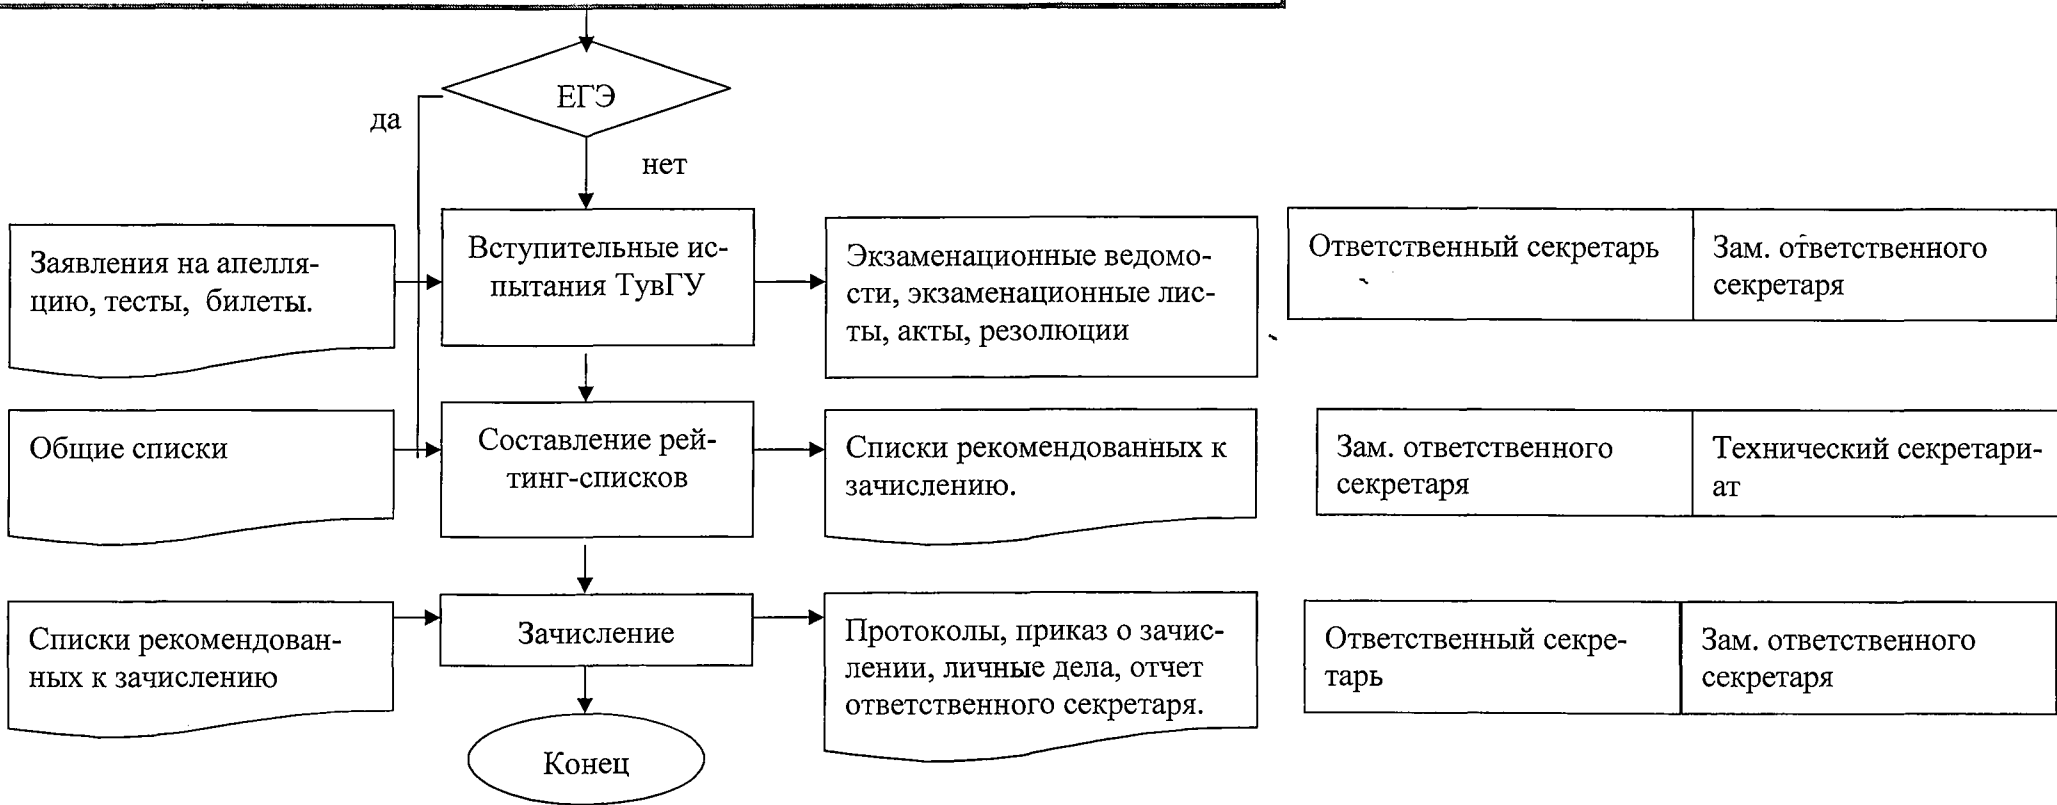 ЕГЭ
да
нет
Заявления на апелля-
цию, тесты, билеты.
Вступительные ис-
пытания ТувГУ
Экзаменационные ведомо-
сти, экзаменационные лис-
ты, акты, резолюции
Ответственный секретарь
Зам. ответственного
секретаря
Общие списки
Составление рей-
тинг-списков
Списки рекомендованных к
зачислению.
Зам. ответственного
секретаря
Технический секретари-
ат
Списки рекомендован-
ных к зачислению
Зачисление
Протоколы, приказ о зачис-
лении, личные дела, отчет
ответственного секретаря.
Ответственный секре-
тарь
Зам. ответственного
секретаря
Конец